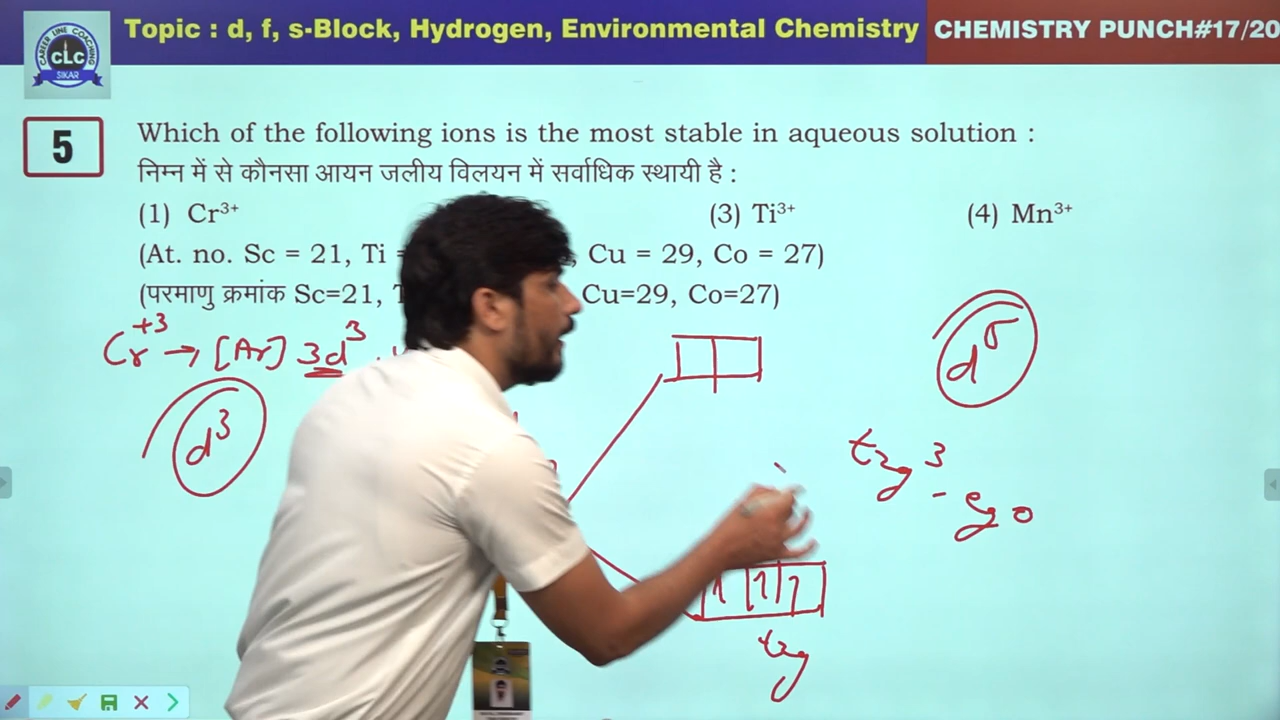 Topic : d, f, s-Block, Hydrogen, Environmental Chemistry
CHEMISTRY PUNCH#17/20
CAREER LINE COACHING
CLC
SIKAR
5
Which of the following ions is the most stable in aqueous solution :
निम्न में से कौनसा आयन जलीय विलयन में सर्वाधिक स्थायी है :
(1) Cr³⁺ (3) Ti³⁺ (4) Mn³⁺
(At. no. Sc = 21, Ti , Cu = 29, Co = 27)
(परमाणु क्रमांक Sc=21, Cu=29, Co=27)
Cr⁺³ → [Ar] 3d³
d³
d⁵
t₂g³ - eg⁰
1 1 1
t₂g